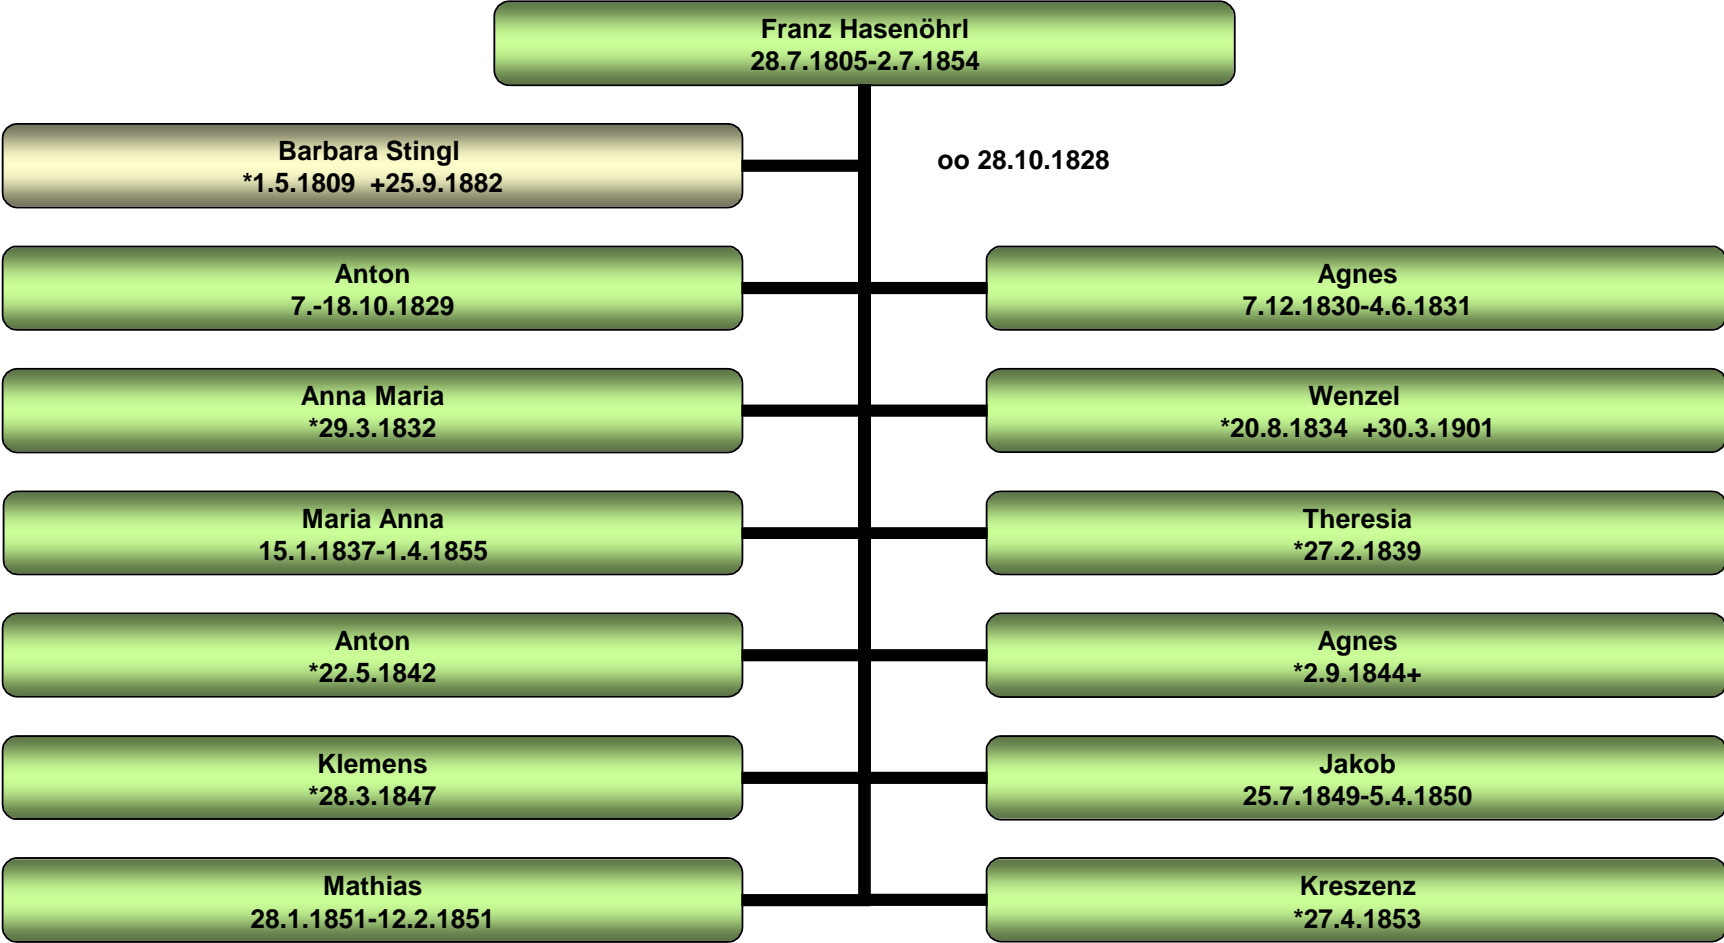 Franz Hasenöhrl
28.7.1805-2.7.1854
Barbara Stingl
*1.5.1809  +25.9.1882
oo 28.10.1828
Anton
7.-18.10.1829
Agnes
7.12.1830-4.6.1831
Anna Maria
*29.3.1832
Wenzel
*20.8.1834  +30.3.1901
Maria Anna
15.1.1837-1.4.1855
Theresia
*27.2.1839
Anton
*22.5.1842
Agnes
*2.9.1844+
Klemens
*28.3.1847
Jakob
25.7.1849-5.4.1850
Mathias
28.1.1851-12.2.1851
Kreszenz
*27.4.1853